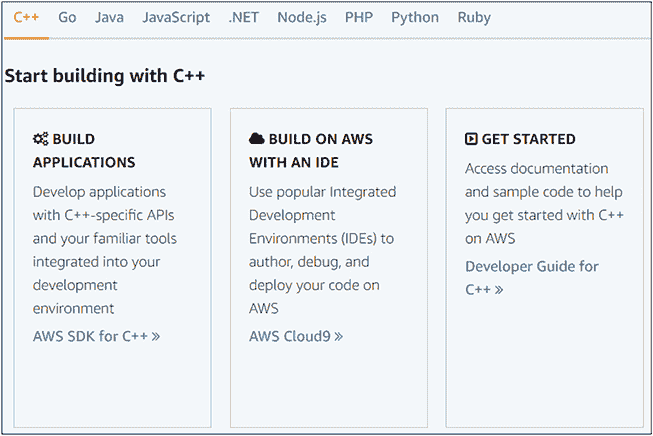 C++ Go Java JavaScript .NET Node.js PHP Python Ruby
Start building with C++
BUILD
APPLICATIONS
Develop applications
with C++-specific APIs
and your familiar tools
integrated into your
development
environment
AWS SDK for C++ »
BUILD ON AWS
WITH AN IDE
Use popular Integrated
Development
Environments (IDEs) to
author, debug, and
deploy your code on
AWS
AWS Cloud9 »
GET STARTED
Access documentation
and sample code to help
you get started with C++
on AWS
Developer Guide for
C++ »